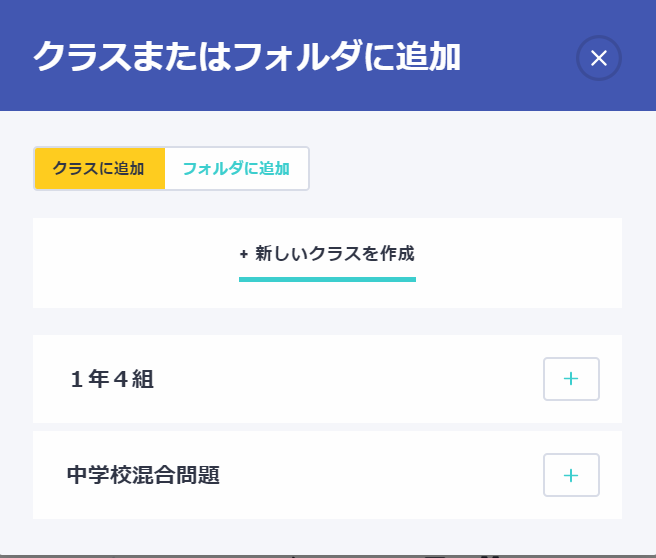 クラスまたはフォルダに追加
クラスに追加 フォルダに追加
+ 新しいクラスを作成
１年４組
中学校混合問題